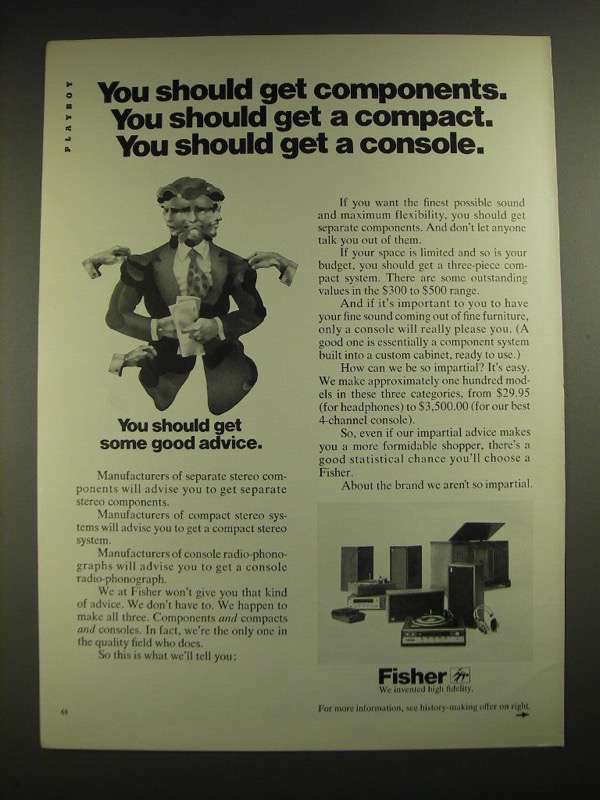 PLAYBOY
You should get components.
You should get a compact.
You should get a console.
You should get
some good advice.
Manufacturers of separate stereo com-
ponents will advise you to get separate
stereo components.
Manufacturers of compact stereo sys-
tems will advise you to get a compact stereo
system.
Manufacturers of console radio-phono-
graphs will advise you to get a console
radio-phonograph.
We at Fisher won't give you that kind
of advice. We don't have to. We happen to
make all three. Components and compacts
and consoles. In fact, we're the only one in
the quality field who does.
So this is what we'll tell you:
If you want the finest possible sound
and maximum flexibility, you should get
separate components. And don't let anyone
talk you out of them.
If your space is limited and so is your
budget, you should get a three-piece com-
pact system. There are some outstanding
values in the $300 to $500 range.
And if it's important to you to have
your fine sound coming out of fine furniture,
only a console will really please you. (A
good one is essentially a component system
built into a custom cabinet, ready to use.)
How can we be so impartial? It's easy.
We make approximately one hundred mod-
els in these three categories, from $29.95
(for headphones) to $3,500.00 (for our best
4-channel console).
So, even if our impartial advice makes
you a more formidable shopper, there's a
good statistical chance you'll choose a
Fisher.
About the brand we aren't so impartial.
Fisher
We invented high fidelity.
For more information, see history-making offer on right.